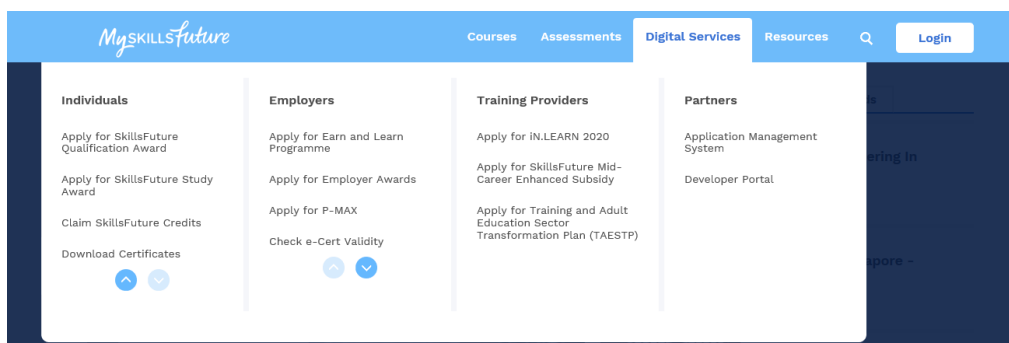 MySKILLSfuture
Courses Assessments Digital Services Resources Login
Individuals
Apply for SkillsFuture
Qualification Award
Apply for SkillsFuture Study
Award
Claim SkillsFuture Credits
Download Certificates
Employers
Apply for Earn and Learn
Programme
Apply for Employer Awards
Apply for P-MAX
Check e-Cert Validity
Training Providers
Apply for iN.LEARN 2020
Apply for SkillsFuture Mid-
Career Enhanced Subsidy
Apply for Training and Adult
Education Sector
Transformation Plan (TAESTP)
Partners
Application Management
System
Developer Portal
ering In
apore –